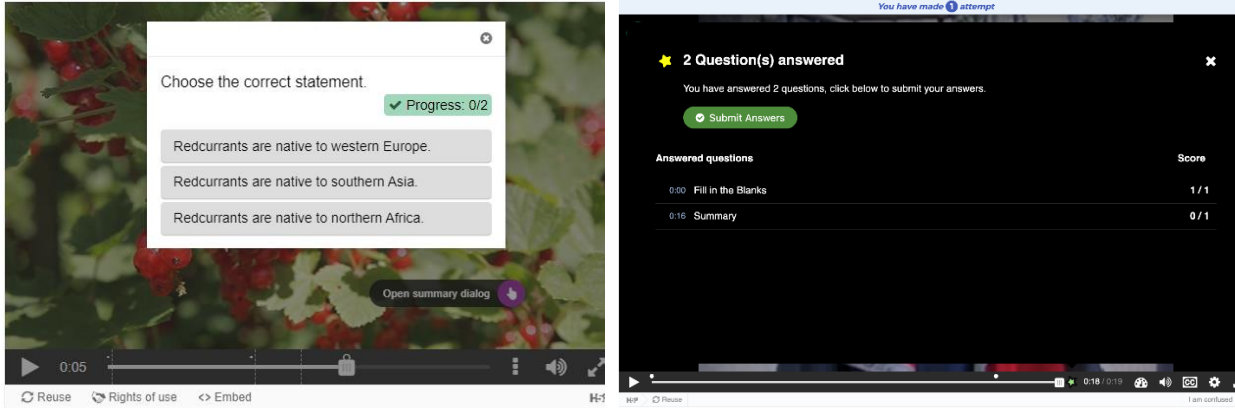 Choose the correct statement.
Progress: 0/2
Redcurrants are native to western Europe.
Redcurrants are native to southern Asia.
Redcurrants are native to northern Africa.
Open summary dialog
0:05
Reuse
Rights of use
<> Embed
You have made 1 attempt
2 Question(s) answered
You have answered 2 questions, click below to submit your answers.
Submit Answers
Answered questions Score
0:00 Fill in the Blanks 1 / 1
0:16 Summary 0 / 1
0:18 / 0:19
CC
H-P Reuse I am confused